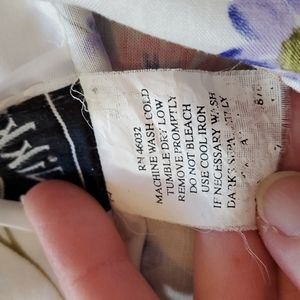 RN 46032
MACHINE WASH COLD
TUMBLE DRY LOW
REMOVE PROMPTLY
DO NOT BLEACH
USE COOL IRON
IF NECESSARY WASH
DARK